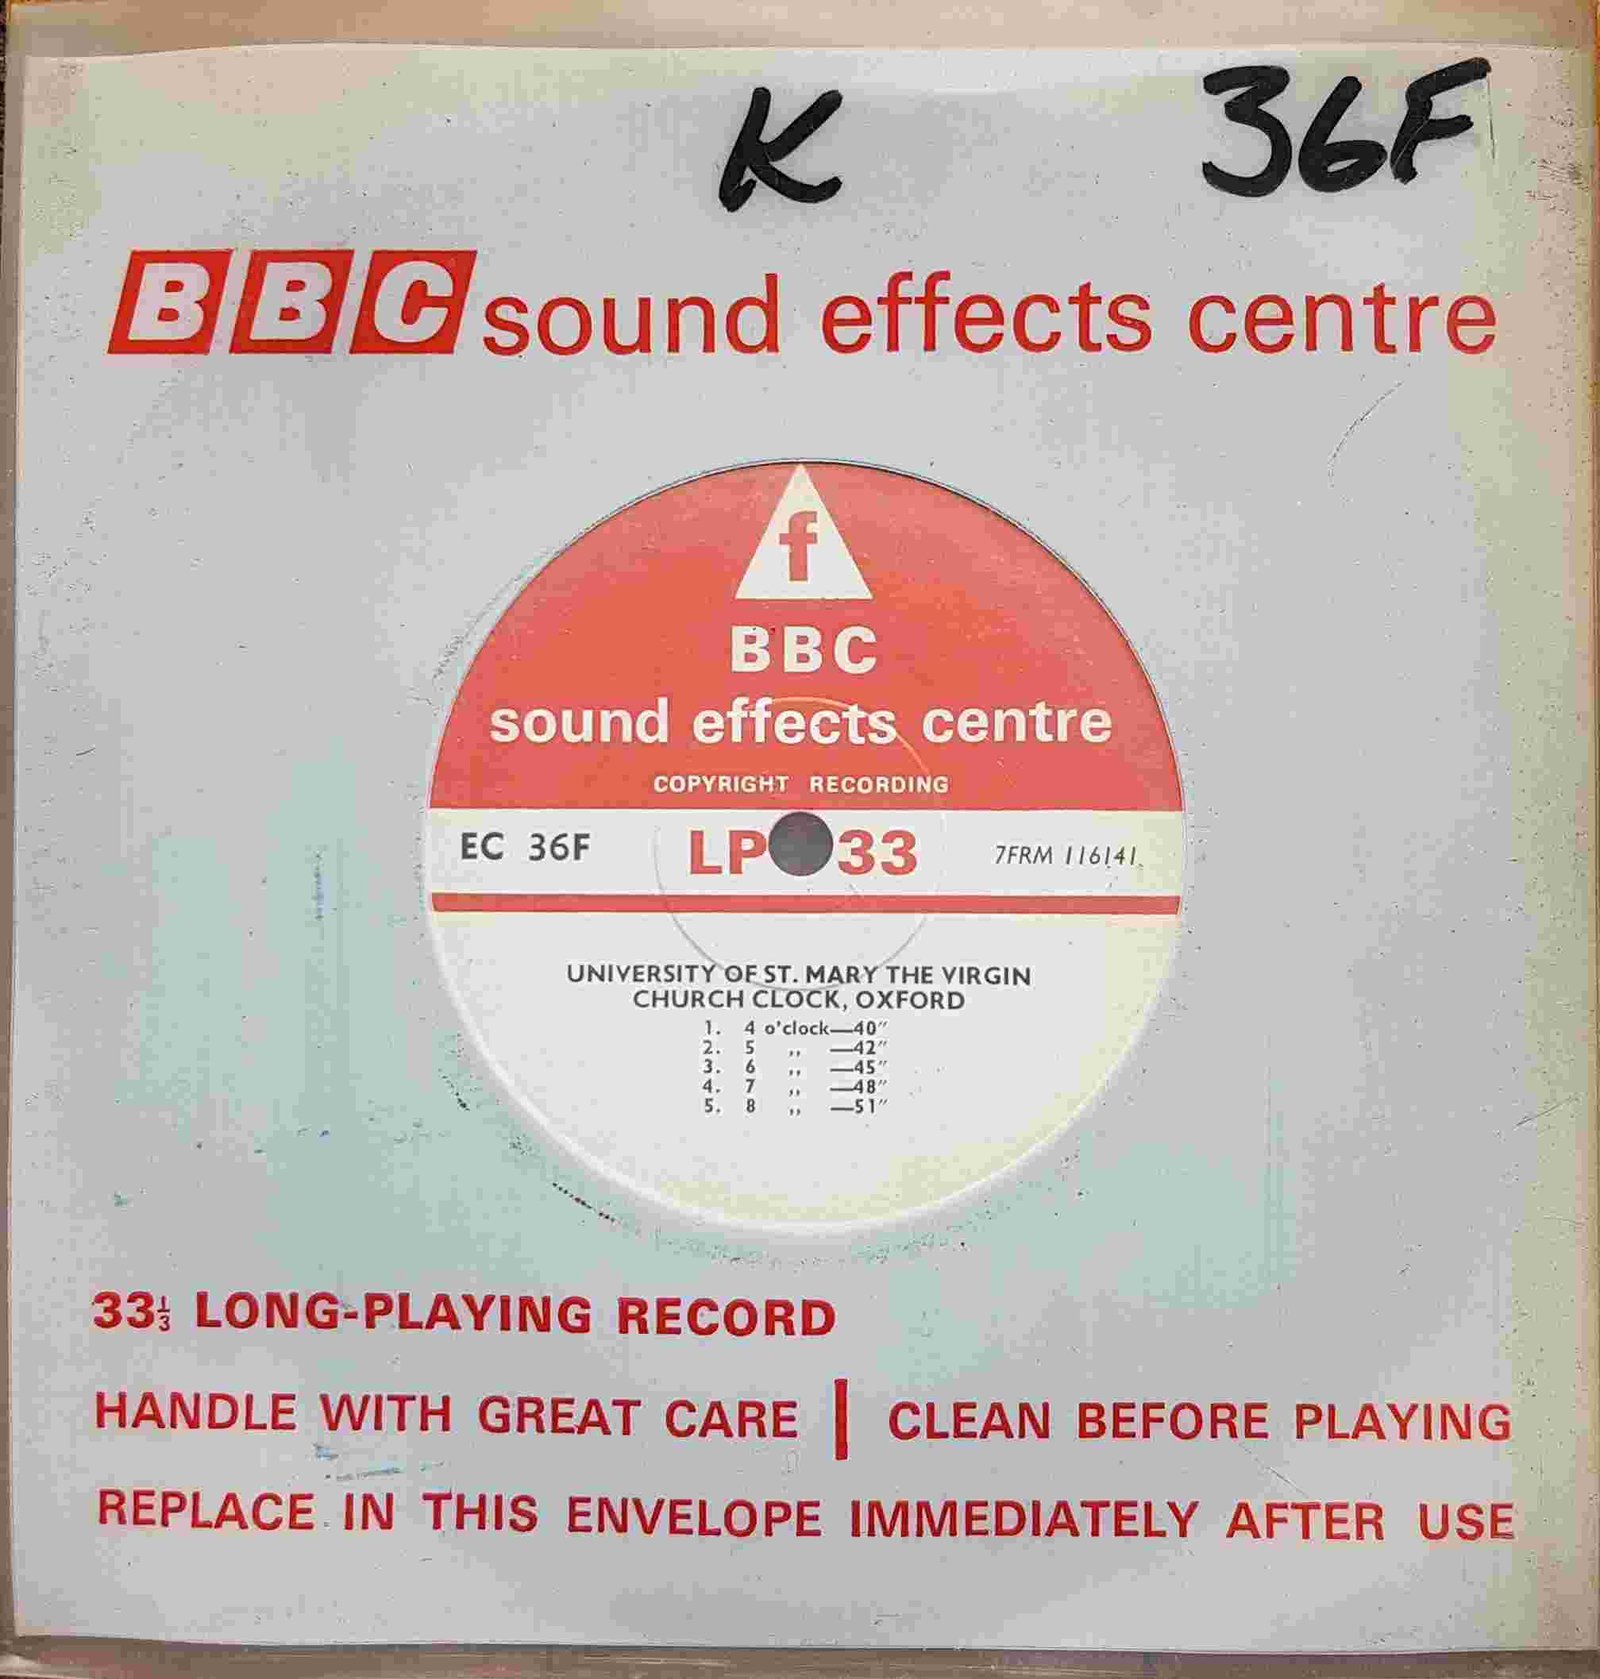 K 36F
BBC sound effects centre
f
BBC
sound effects centre
COPYRIGHT RECORDING
EC 36F LP 33 7FRM 116141
UNIVERSITY OF ST. MARY THE VIRGIN
CHURCH CLOCK, OXFORD
1. 4 o'clock—40"
2. 5 ,, —42"
3. 6 ,, —45"
4. 7 ,, —48"
5. 8 ,, —51"
33⅓ LONG-PLAYING RECORD
HANDLE WITH GREAT CARE | CLEAN BEFORE PLAYING
REPLACE IN THIS ENVELOPE IMMEDIATELY AFTER USE